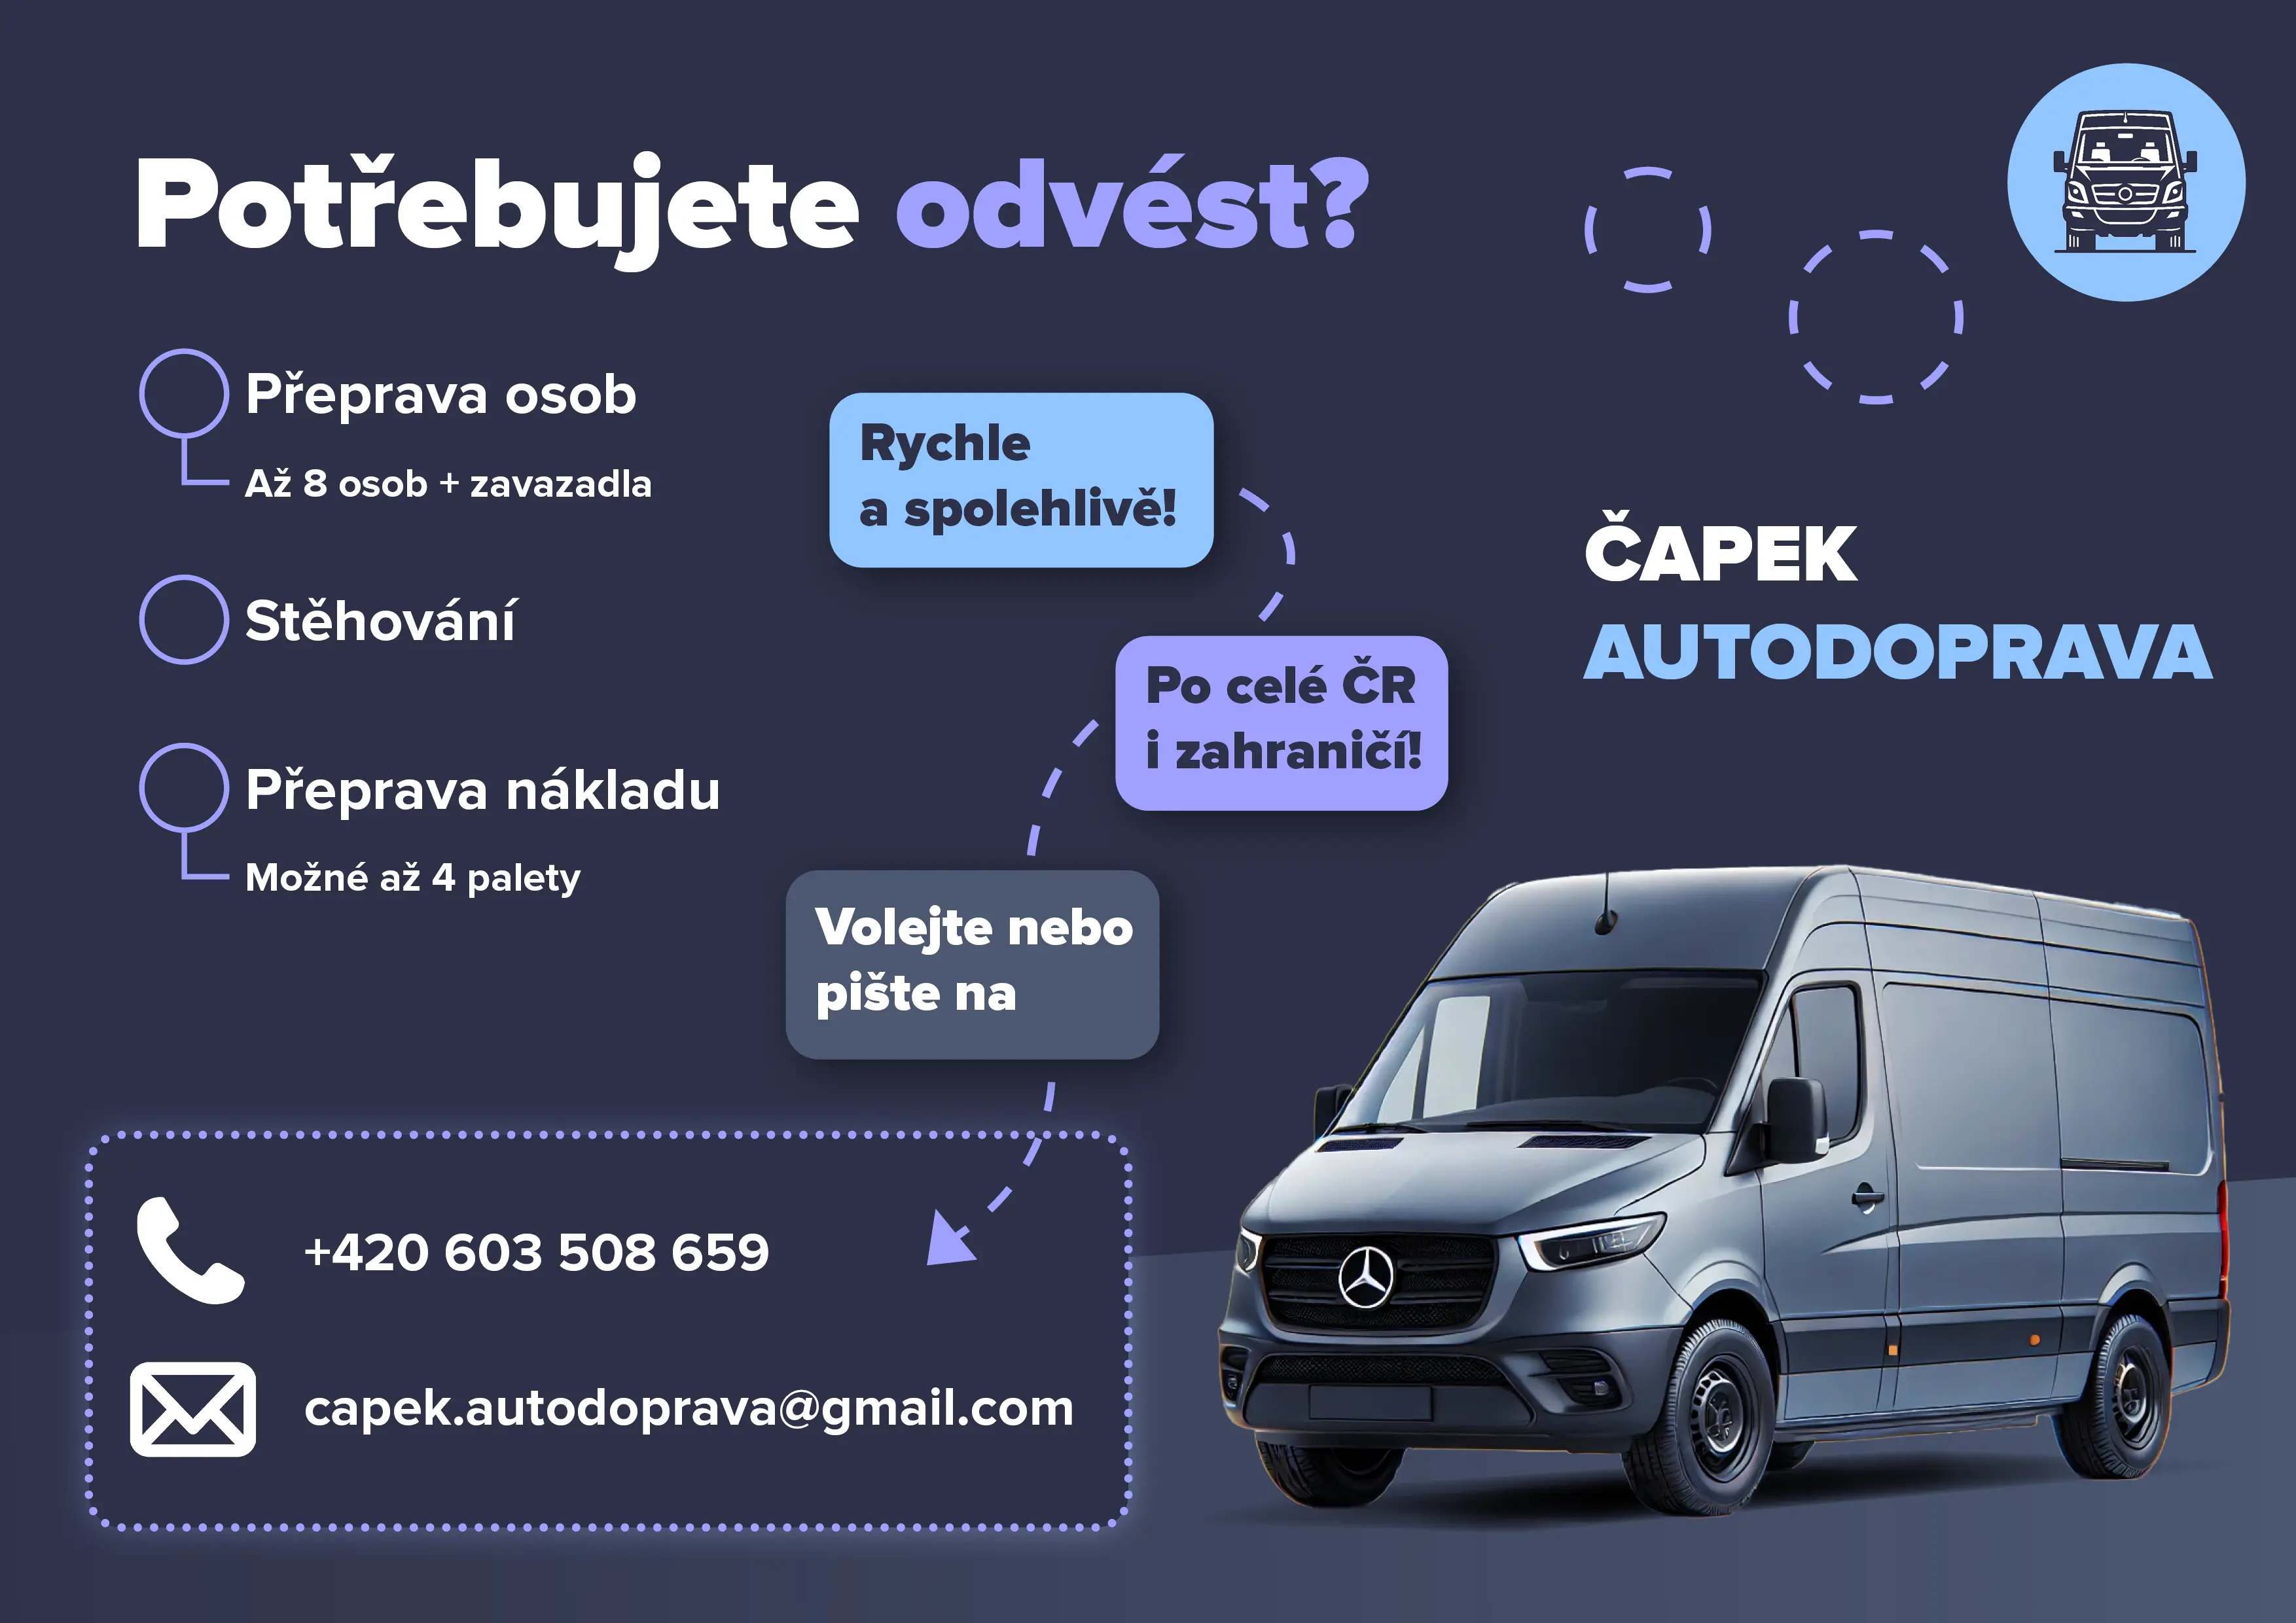 Potřebujete odvést?
Přeprava osob
Až 8 osob + zavazadla
Stěhování
Přeprava nákladu
Možné až 4 palety
Rychle
a spolehlivě!
Po celé ČR
i zahraničí!
Volejte nebo
pište na
ČAPEK
AUTODOPRAVA
+420 603 508 659
capek.autodoprava@gmail.com